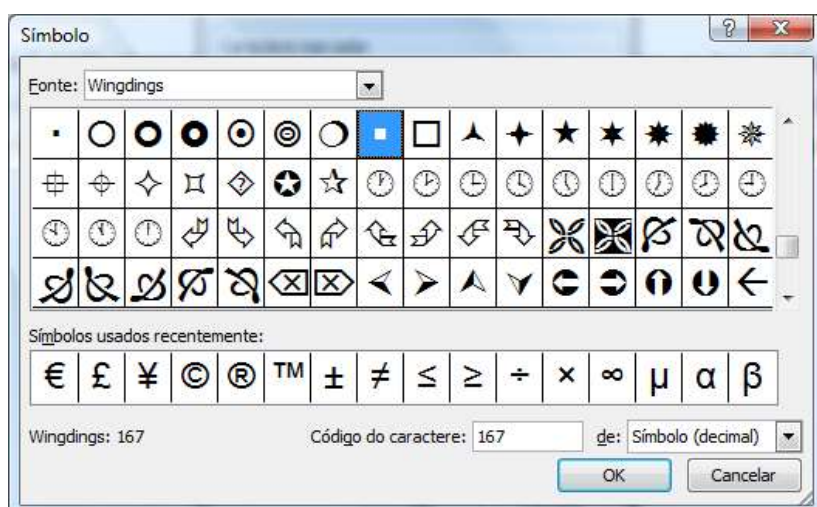 Símbolo
Fonte: Wingdings
Símbolos usados recentemente:
€ £ ¥ © ® ™ ± ≠ ≤ ≥ ÷ × ∞ µ α β
Wingdings: 167 Código do caractere: 167 de: Símbolo (decimal)
OK Cancelar